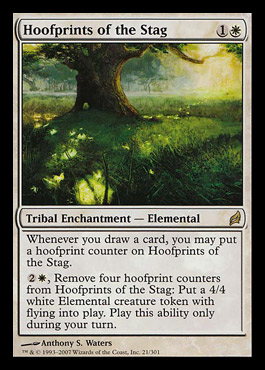 Hoofprints of the Stag 1
Tribal Enchantment — Elemental
Whenever you draw a card, you may put
a hoofprint counter on Hoofprints of
the Stag.
2, Remove four hoofprint counters
from Hoofprints of the Stag: Put a 4/4
white Elemental creature token with
flying into play. Play this ability only
during your turn.
Anthony S. Waters
™ & © 1993–2007 Wizards of the Coast, Inc. 21/301